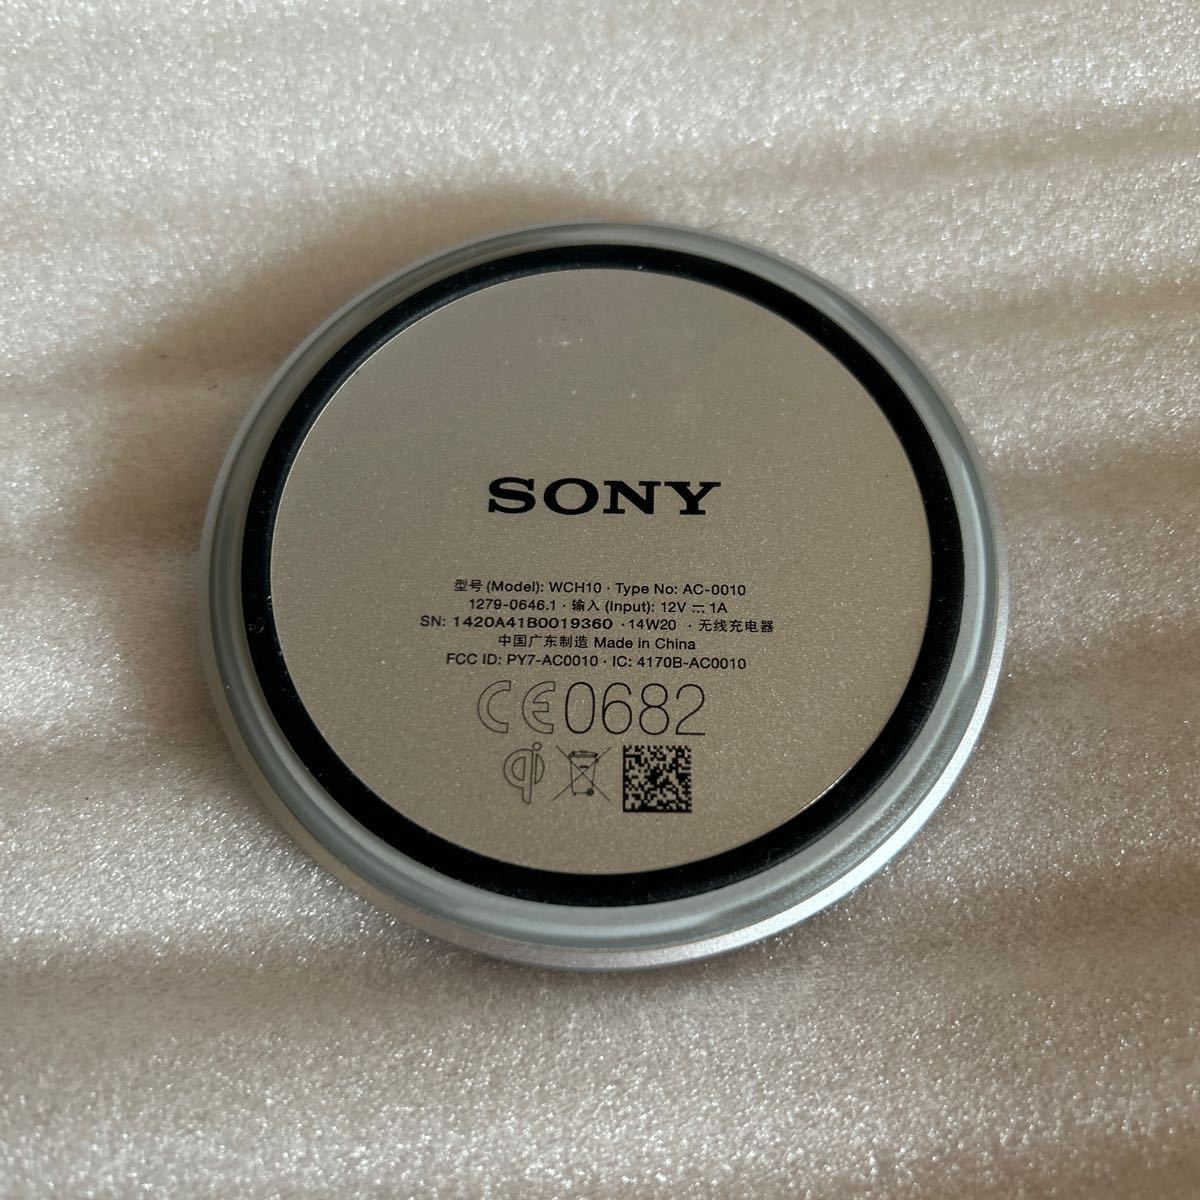 SONY
型号 (Model): WCH10 · Type No: AC-0010
1279-0646.1 · 输入 (Input): 12V ⎓ 1A
SN: 1420A41B0019360 · 14W20 · 无线充电器
中国广东制造 Made in China
FCC ID: PY7-AC0010 · IC: 4170B-AC0010
CE0682
qi